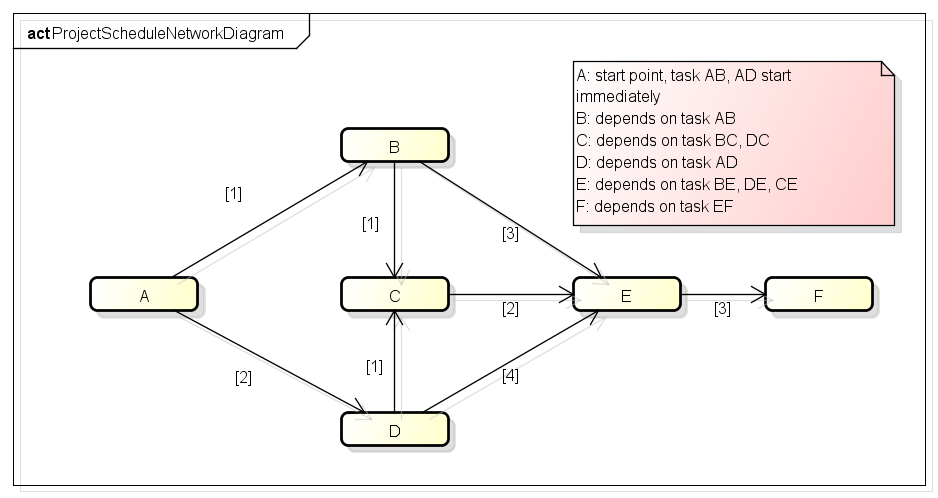 act ProjectScheduleNetworkDiagram
A: start point, task AB, AD start
immediately
B: depends on task AB
C: depends on task BC, DC
D: depends on task AD
E: depends on task BE, DE, CE
F: depends on task EF
B
[1]
[1]
[3]
A
C
[2]
E
[3]
F
[2]
[1]
[4]
D